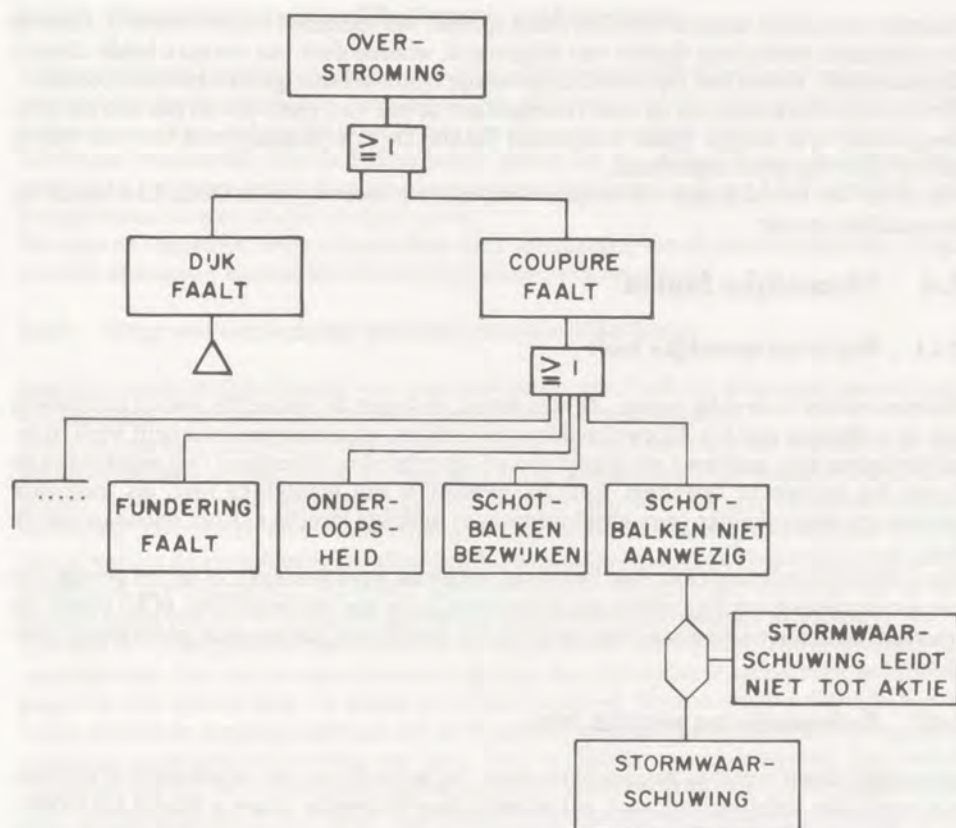 OVER-
STROMING
≧ 1
DIJK
FAALT
COUPURE
FAALT
≧ 1
FUNDERING
FAALT
ONDER-
LOOPS-
HEID
SCHOT-
BALKEN
BEZWIJKEN
SCHOT-
BALKEN NIET
AANWEZIG
STORMWAAR-
SCHUWING LEIDT
NIET TOT AKTIE
STORMWAAR-
SCHUWING